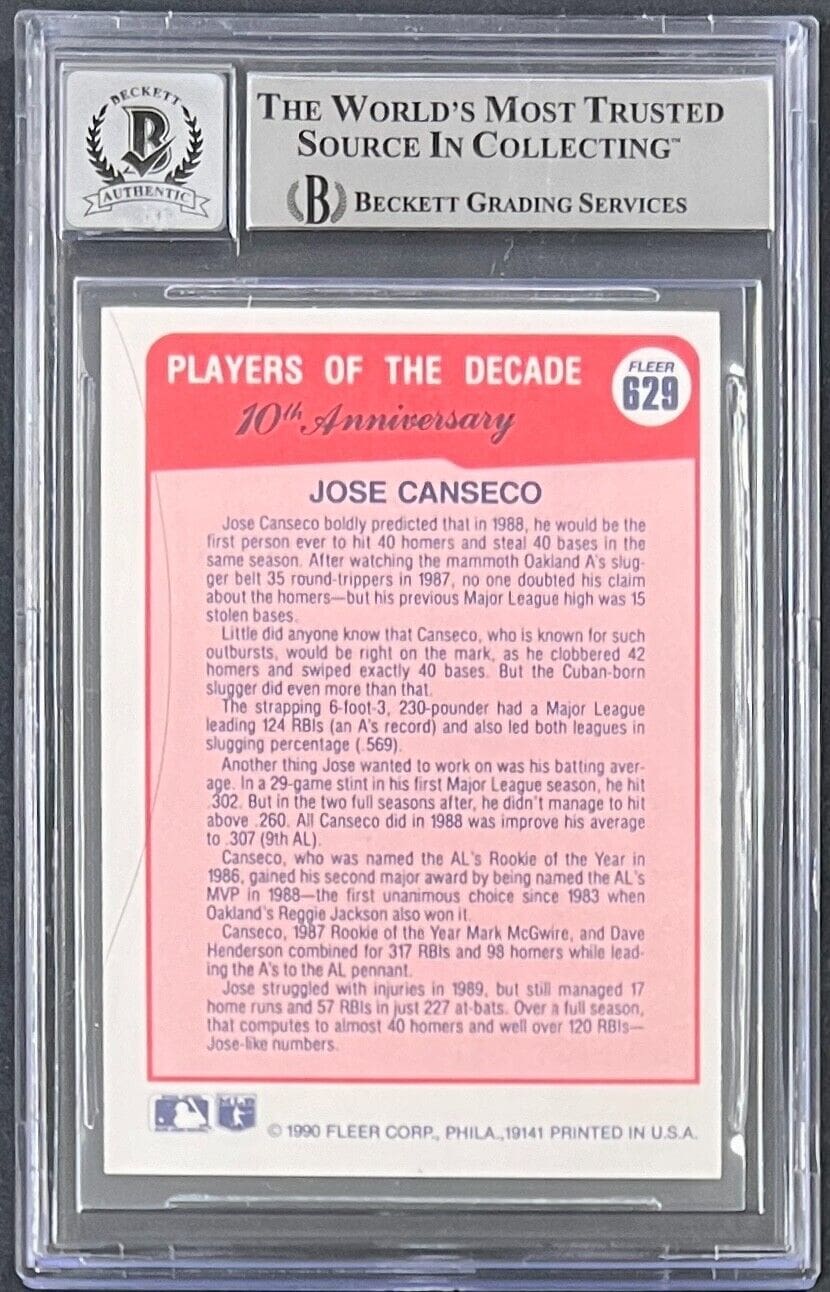 BECKETT
B
AUTHENTIC
THE WORLD'S MOST TRUSTED
SOURCE IN COLLECTING™
B BECKETT GRADING SERVICES
PLAYERS OF THE DECADE
10th Anniversary
FLEER
629
JOSE CANSECO
Jose Canseco boldly predicted that in 1988, he would be the
first person ever to hit 40 homers and steal 40 bases in the
same season. After watching the mammoth Oakland A's slug-
ger belt 35 round-trippers in 1987, no one doubted his claim
about the homers—but his previous Major League high was 15
stolen bases.
Little did anyone know that Canseco, who is known for such
outbursts, would be right on the mark, as he clobbered 42
homers and swiped exactly 40 bases. But the Cuban-born
slugger did even more than that.
The strapping 6-foot-3, 230-pounder had a Major League
leading 124 RBIs (an A's record) and also led both leagues in
slugging percentage (.569).
Another thing Jose wanted to work on was his batting aver-
age. In a 29-game stint in his first Major League season, he hit
.302. But in the two full seasons after, he didn't manage to hit
above .260. All Canseco did in 1988 was improve his average
to .307 (9th AL).
Canseco, who was named the AL's Rookie of the Year in
1986, gained his second major award by being named the AL's
MVP in 1988—the first unanimous choice since 1983 when
Oakland's Reggie Jackson also won it.
Canseco, 1987 Rookie of the Year Mark McGwire, and Dave
Henderson combined for 317 RBIs and 98 homers while lead-
ing the A's to the AL pennant.
Jose struggled with injuries in 1989, but still managed 17
home runs and 57 RBIs in just 227 at-bats. Over a full season,
that computes to almost 40 homers and well over 120 RBIs—
Jose-like numbers.
© 1990 FLEER CORP., PHILA., 19141 PRINTED IN U.S.A.